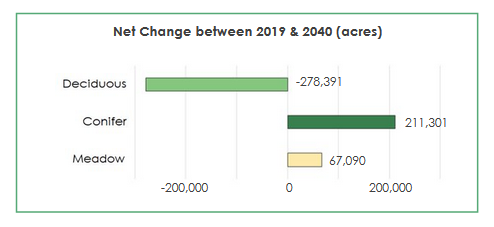 Net Change between 2019 & 2040 (acres)
Deciduous -278,391
Conifer 211,301
Meadow 67,090
-200,000 0 200,000